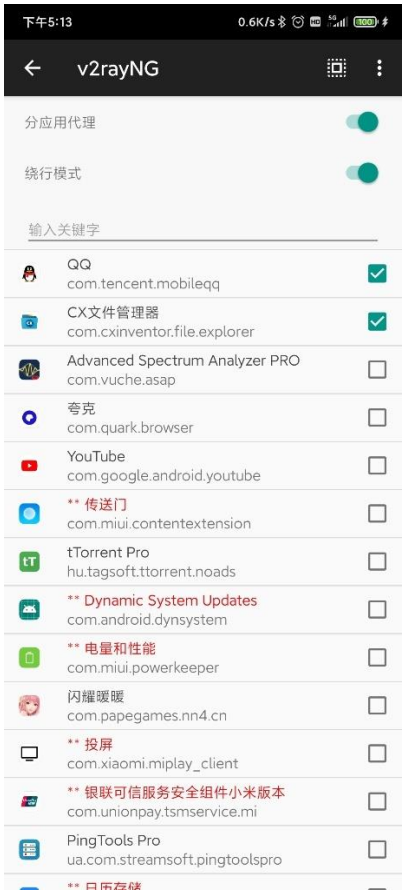 下午5:13
0.6K/s HD 5G 100
v2rayNG
分应用代理
绕行模式
输入关键字
QQ
com.tencent.mobileqq
CX文件管理器
com.cxinventor.file.explorer
Advanced Spectrum Analyzer PRO
com.vuche.asap
夸克
com.quark.browser
YouTube
com.google.android.youtube
** 传送门
com.miui.contentextension
tT
tTorrent Pro
hu.tagsoft.ttorrent.noads
** Dynamic System Updates
com.android.dynsystem
** 电量和性能
com.miui.powerkeeper
闪耀暖暖
com.papegames.nn4.cn
** 投屏
com.xiaomi.miplay_client
** 银联可信服务安全组件小米版本
com.unionpay.tsmservice.mi
PingTools Pro
ua.com.streamsoft.pingtoolspro
** 日历存储